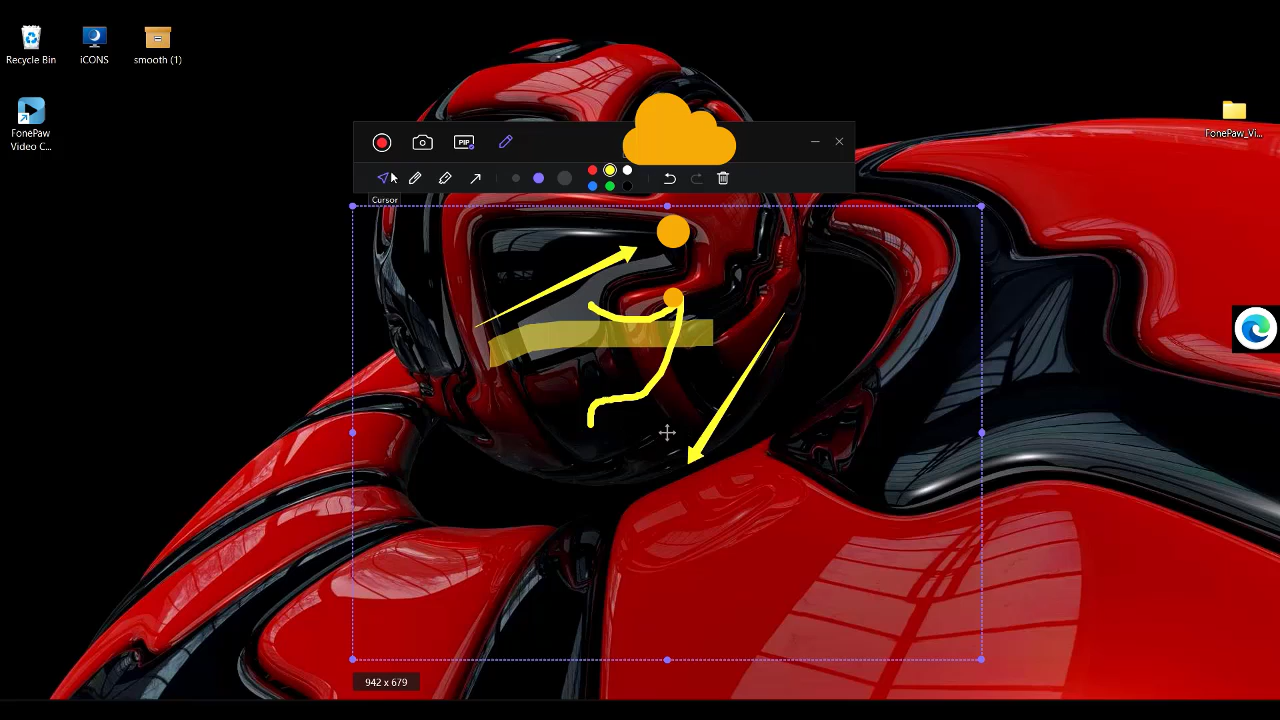 Recycle Bin
iCONS
smooth (1)
FonePaw
Video C...
FonePaw_Vi...
PIP
Cursor
942 x 679